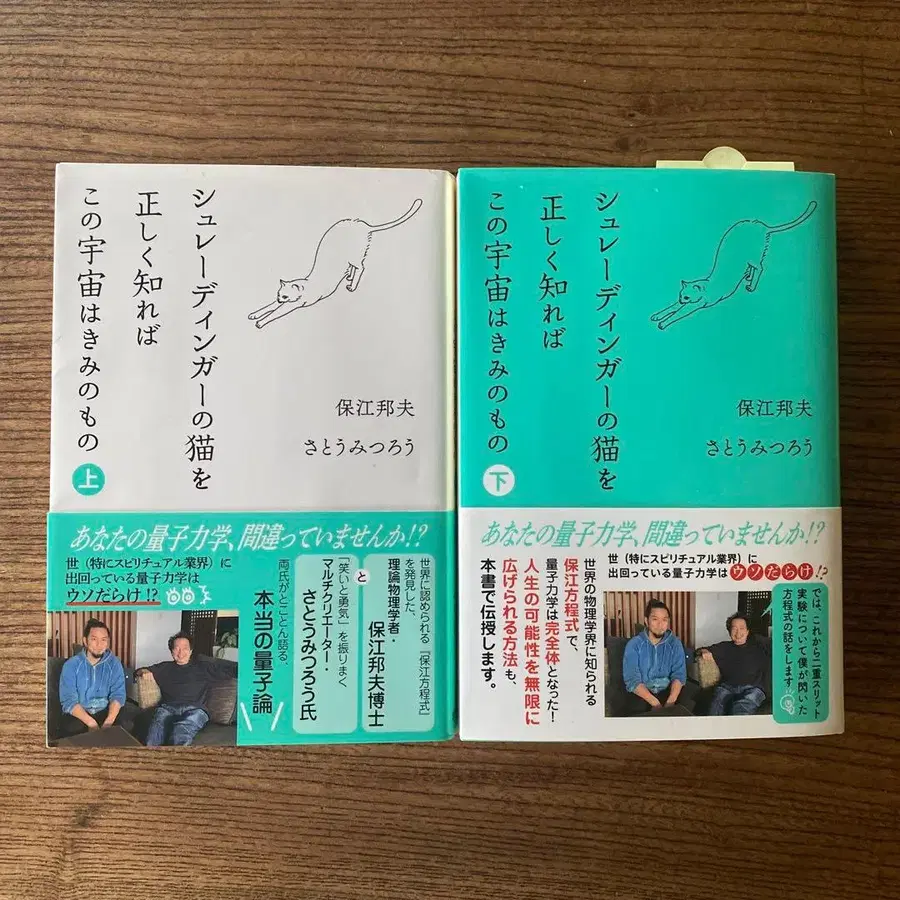 シュレーディンガーの猫を
正しく知れば
この宇宙はきみのもの
上
保江邦夫
さとうみつろう
あなたの量子力学、間違っていませんか!?
世(特にスピリチュアル業界)に
出回っている量子力学は
ウソだらけ!?
世界に認められる『保江方程式』
を発見した、
理論物理学者・
保江邦夫博士
と
「笑いと勇気」を振りまく
マルチクリエーター・
さとうみつろう氏
両氏がとことん語る、
本当の量子論
シュレーディンガーの猫を
正しく知れば
この宇宙はきみのもの
下
保江邦夫
さとうみつろう
あなたの量子力学、間違っていませんか!?
世(特にスピリチュアル業界)に
出回っている量子力学はウソだらけ!?
では、これから二重スリット
実験について僕が閃いた
方程式の話をします
世界の物理学界に知られる
保江方程式で、
量子力学は完全体となった!
人生の可能性を無限に
広げられる方法も、
本書で伝授します。